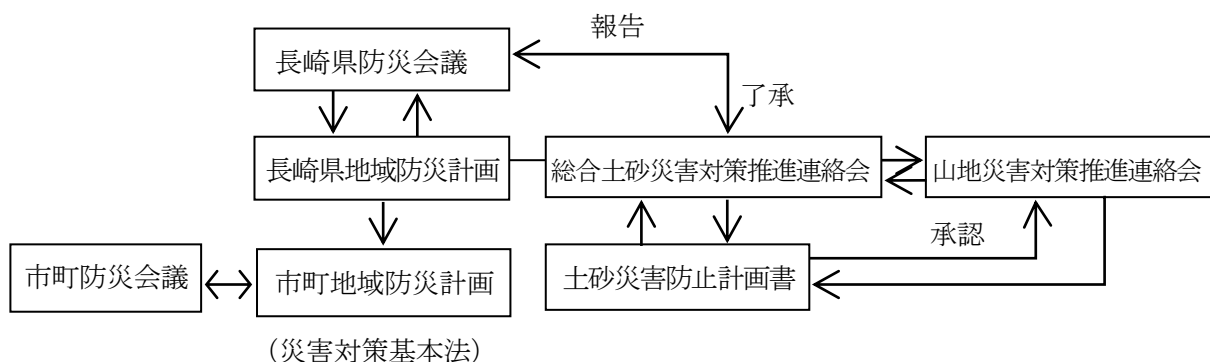 報告
長崎県防災会議
了承
長崎県地域防災計画
総合土砂災害対策推進連絡会
山地災害対策推進連絡会
承認
市町防災会議
市町地域防災計画
土砂災害防止計画書
（災害対策基本法）